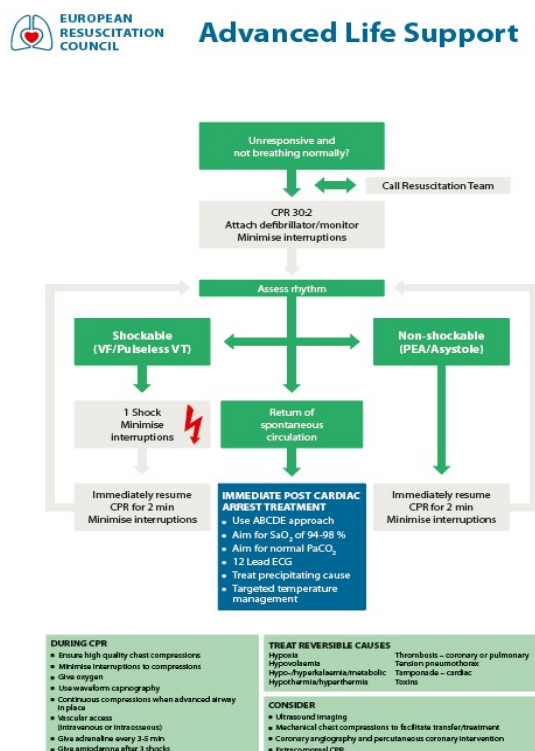 EUROPEAN
RESUSCITATION
COUNCIL
Advanced Life Support
Unresponsive and
not breathing normally?
Call Resuscitation Team
CPR 30:2
Attach defibrillator/monitor
Minimise interruptions
Assess rhythm
Shockable
(VF/Pulseless VT)
Non-shockable
(PEA/Asystole)
1 Shock
Minimise
interruptions
Return of
spontaneous
circulation
Immediately resume
CPR for 2 min
Minimise interruptions
IMMEDIATE POST CARDIAC
ARREST TREATMENT
▪ Use ABCDE approach
▪ Aim for SaO₂ of 94-98 %
▪ Aim for normal PaCO₂
▪ 12 Lead ECG
▪ Treat precipitating cause
▪ Targeted temperature
management
Immediately resume
CPR for 2 min
Minimise interruptions
DURING CPR
▪ Ensure high quality chest compressions
▪ Minimise interruptions to compressions
▪ Give oxygen
▪ Use waveform capnography
▪ Continuous compressions when advanced airway
in place
▪ Vascular access
(intravenous or intraosseous)
▪ Give adrenaline every 3-5 min
▪ Give amiodarone after 3 shocks
TREAT REVERSIBLE CAUSES
Hypoxia
Hypovolaemia
Hypo-/hyperkalaemia/metabolic
Hypothermia/hyperthermia
Thrombosis – coronary or pulmonary
Tension pneumothorax
Tamponade – cardiac
Toxins
CONSIDER
▪ Ultrasound imaging
▪ Mechanical chest compressions to facilitate transfer/treatment
▪ Coronary angiography and percutaneous coronary intervention
▪ Extracorporeal CPR